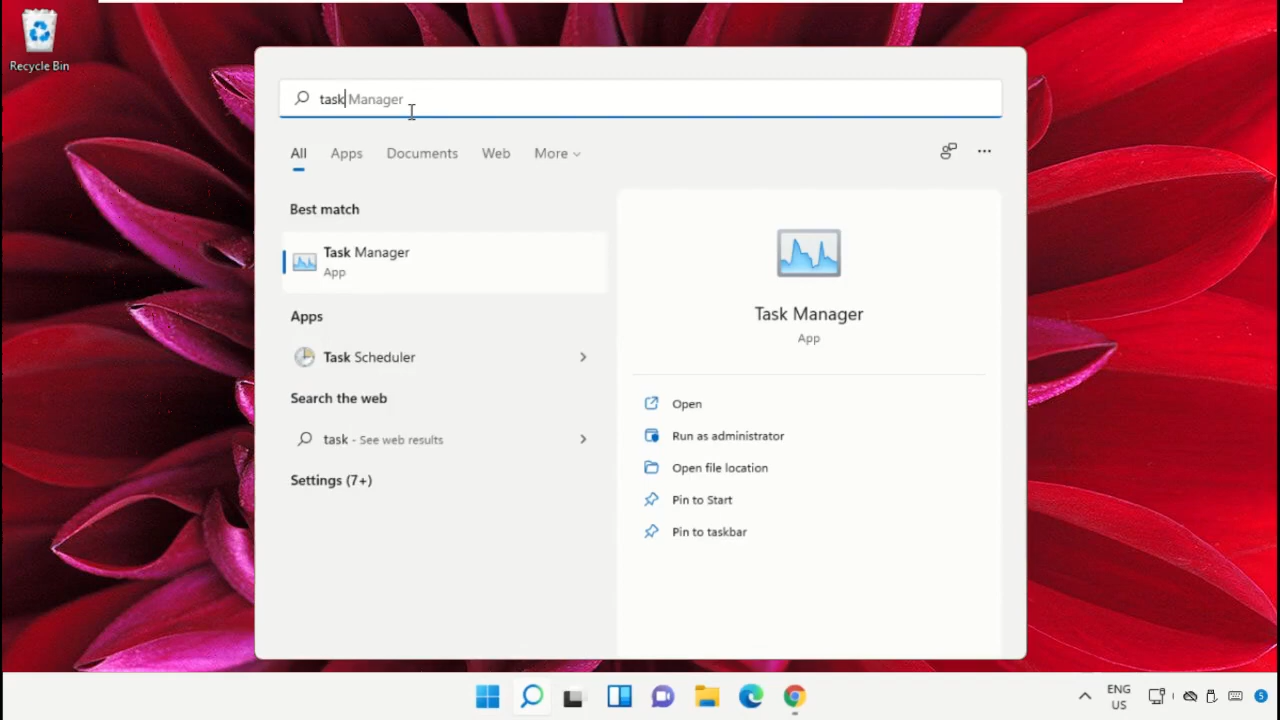 Recycle Bin
task Manager
All Apps Documents Web More
Best match
Task Manager
App
Apps
Task Scheduler
Search the web
task - See web results
Settings (7+)
Task Manager
App
Open
Run as administrator
Open file location
Pin to Start
Pin to taskbar
ENG
US
5